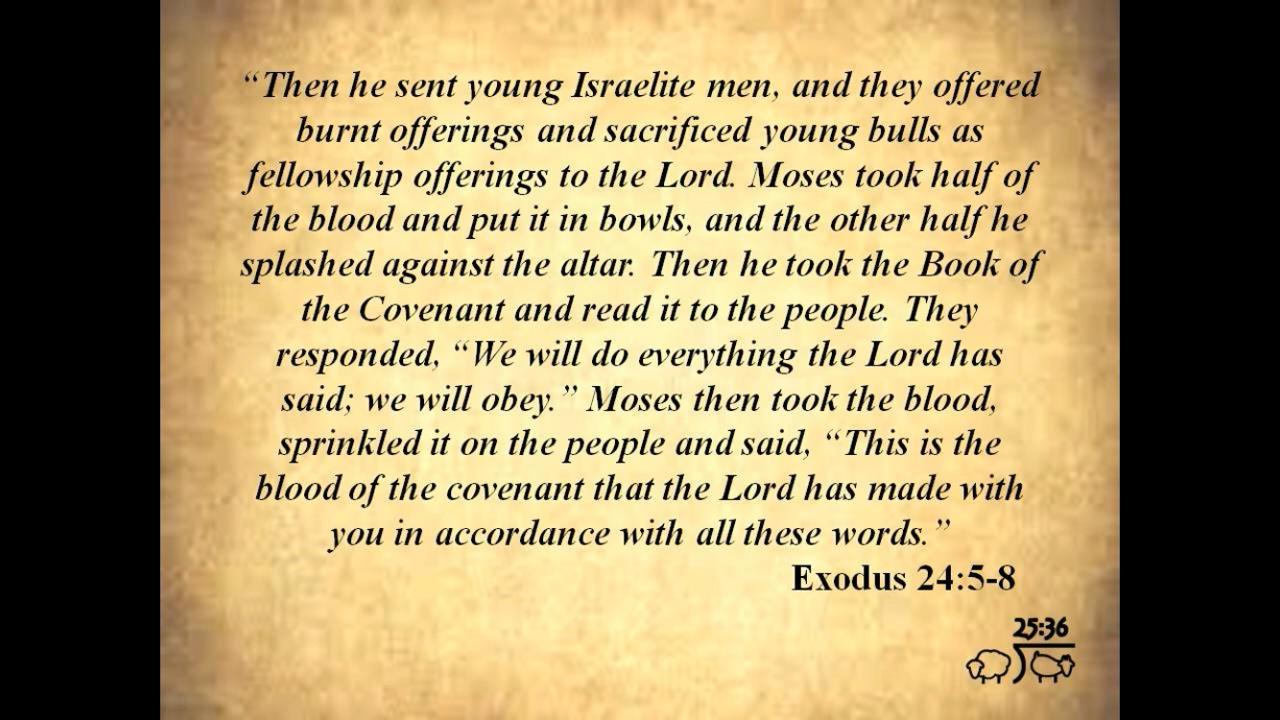 “Then he sent young Israelite men, and they offered
burnt offerings and sacrificed young bulls as
fellowship offerings to the Lord. Moses took half of
the blood and put it in bowls, and the other half he
splashed against the altar. Then he took the Book of
the Covenant and read it to the people. They
responded, “We will do everything the Lord has
said; we will obey.” Moses then took the blood,
sprinkled it on the people and said, “This is the
blood of the covenant that the Lord has made with
you in accordance with all these words.”
Exodus 24:5-8
25:36